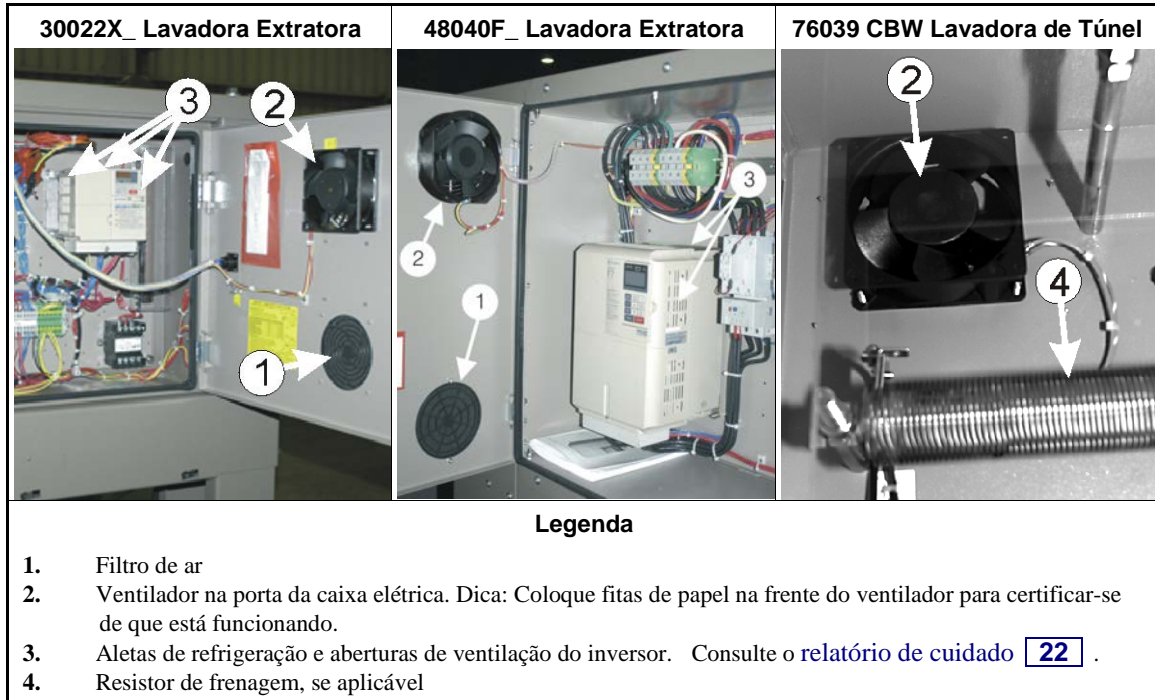 30022X_ Lavadora Extratora
48040F_ Lavadora Extratora
76039 CBW Lavadora de Túnel
3
2
1
2
1
3
2
4
Legenda
1. Filtro de ar
2. Ventilador na porta da caixa elétrica. Dica: Coloque fitas de papel na frente do ventilador para certificar-se
de que está funcionando.
3. Aletas de refrigeração e aberturas de ventilação do inversor. Consulte o relatório de cuidado 22 .
4. Resistor de frenagem, se aplicável